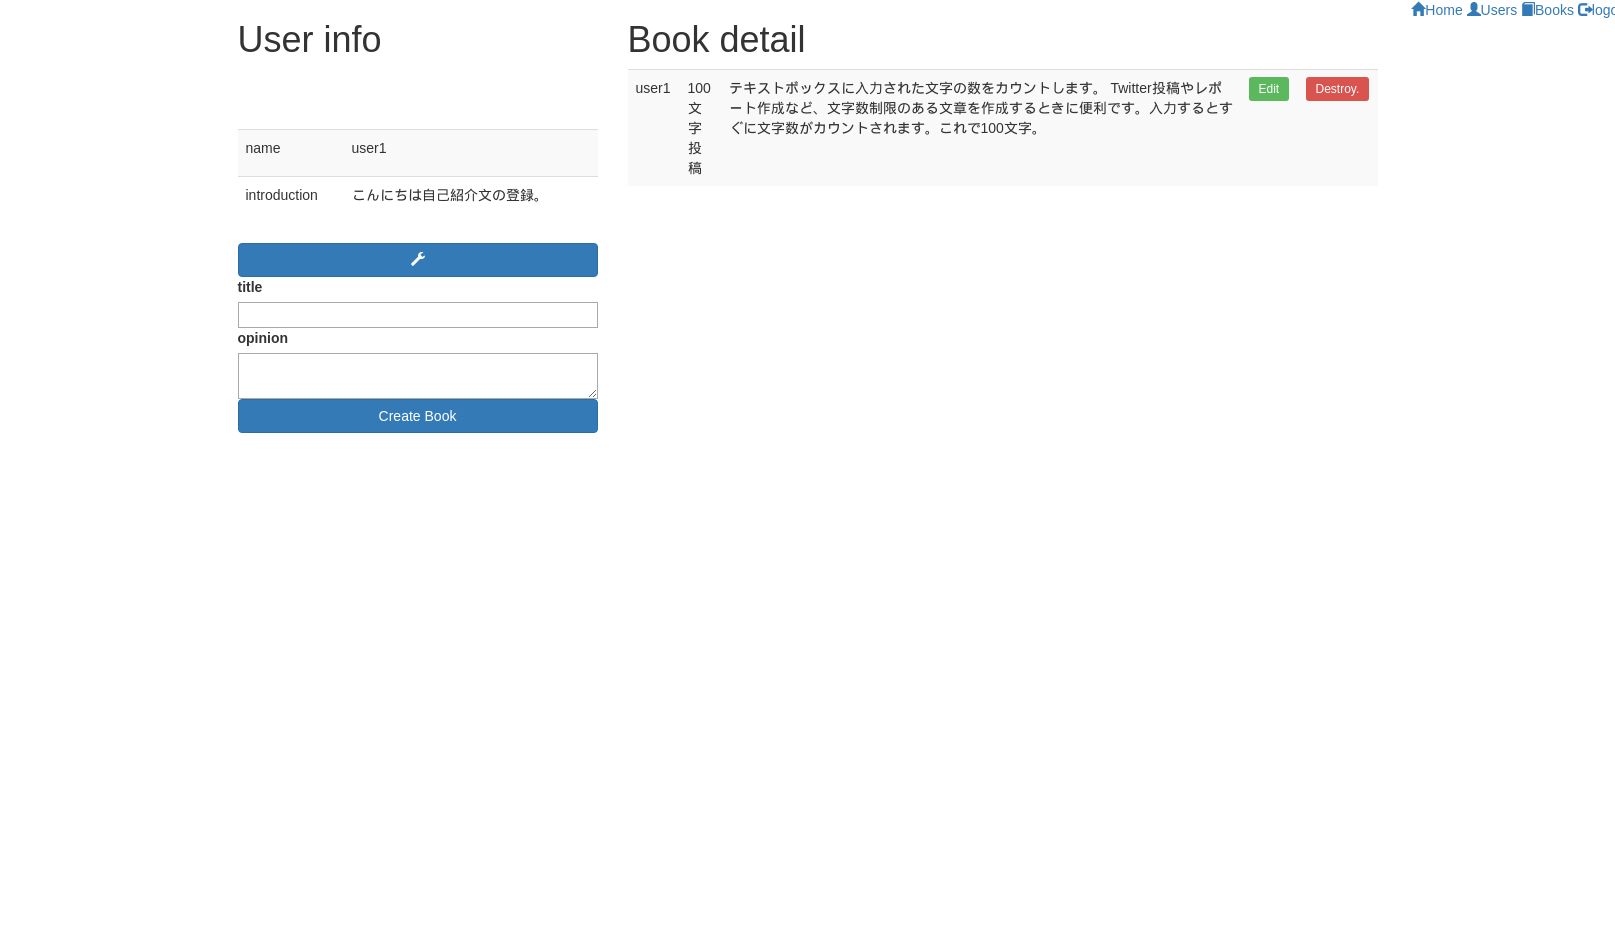 Home Users Books logo
User info
name user1
introduction こんにちは自己紹介文の登録。
title
opinion
Create Book
Book detail
user1 100文字投稿 テキストボックスに入力された文字の数をカウントします。 Twitter投稿やレポ
ート作成など、文字数制限のある文章を作成するときに便利です。入力するとす
ぐに文字数がカウントされます。これで100文字。
Edit Destroy.